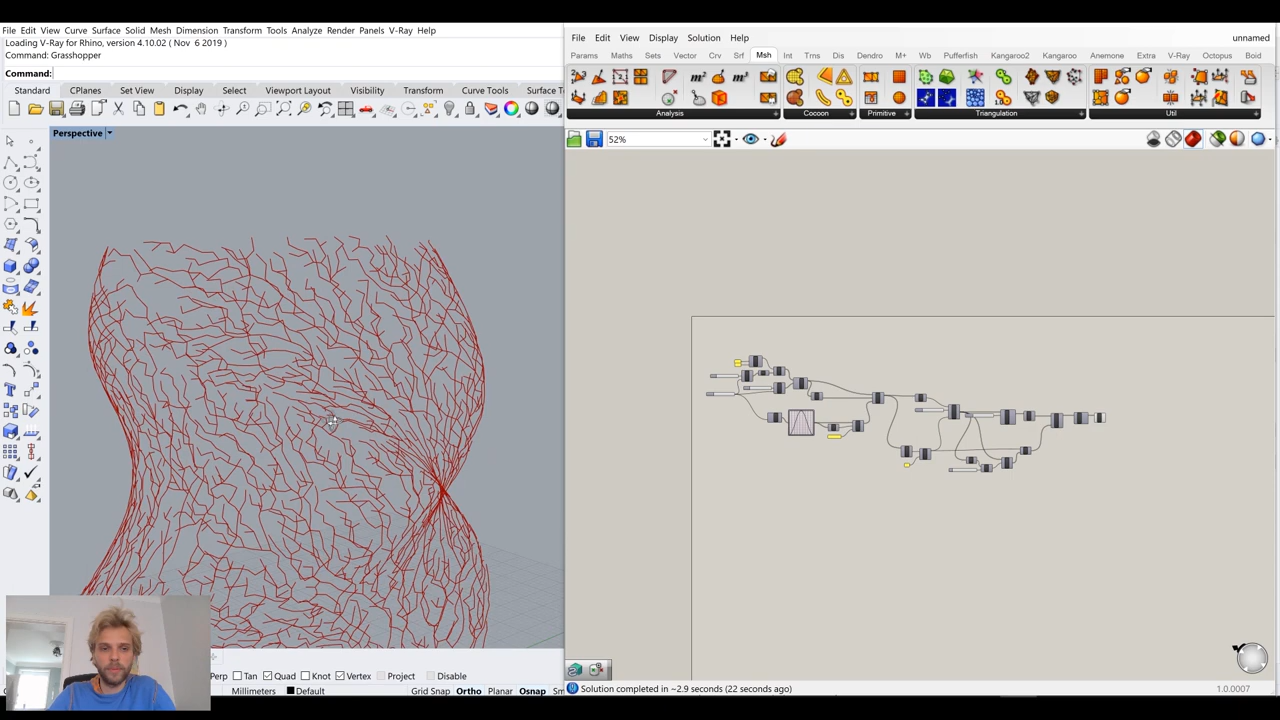 File Edit View Curve Surface Solid Mesh Dimension Transform Tools Analyze Render Panels V-Ray Help
Loading V-Ray for Rhino, version 4.10.02 ( Nov 6 2019 )
Command: Grasshopper
Command:
Standard CPlanes Set View Display Select Viewport Layout Visibility Transform Curve Tools Surface To
Perspective
Perp Tan Quad Knot Vertex Project Disable
Millimeters Default Grid Snap Ortho Planar Osnap Sm
File Edit View Display Solution Help unnamed
Params Maths Sets Vector Crv Srf Msh Int Trns Dis Dendro M+ Wb Pufferfish Kangaroo2 Kangaroo Anemone Extra V-Ray Octopus Boid
Analysis Cocoon Primitive Triangulation Util
52%
Solution completed in ~2.9 seconds (22 seconds ago) 1.0.0007